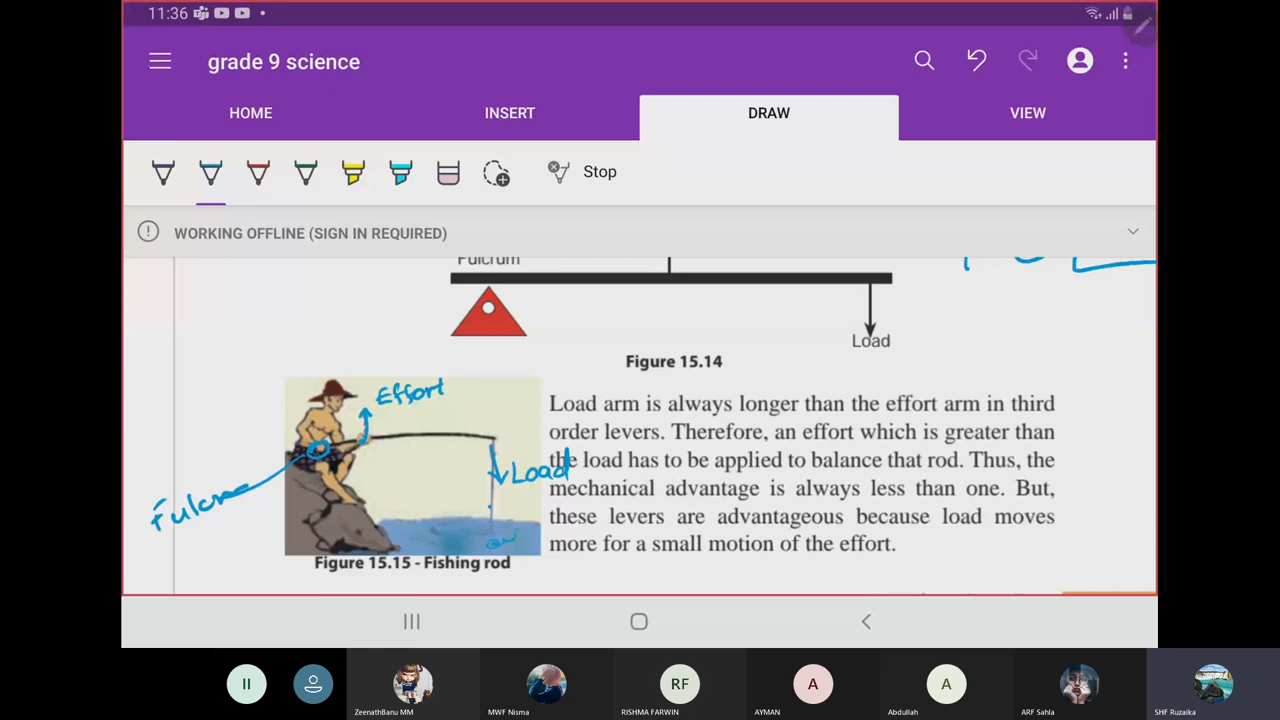 11:36
grade 9 science
HOME INSERT DRAW VIEW
Stop
WORKING OFFLINE (SIGN IN REQUIRED)
Fulcrum
Load
Figure 15.14
Effort
Load
Fulcrum
Load arm is always longer than the effort arm in third
order levers. Therefore, an effort which is greater than
the load has to be applied to balance that rod. Thus, the
mechanical advantage is always less than one. But,
these levers are advantageous because load moves
more for a small motion of the effort.
Figure 15.15 - Fishing rod
II
ZeenathBanu MM
MWF Nisma
RF
RISHMA FARWIN
A
AYMAN
A
Abdullah
ARF Sahla
SHF Ruzaika